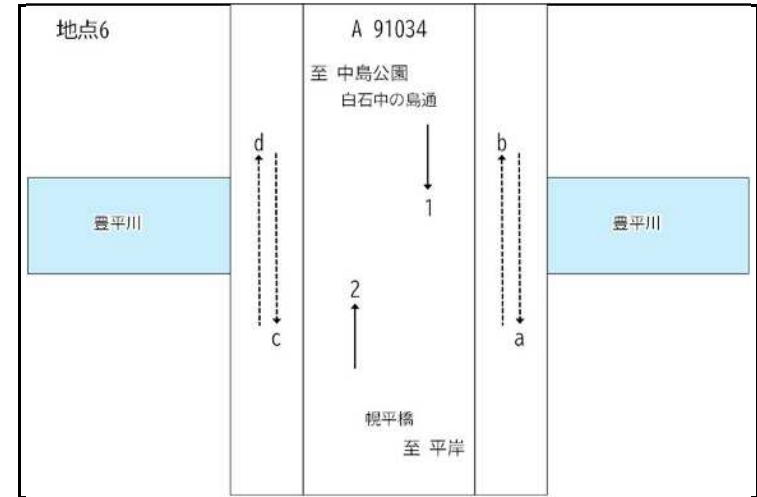 地点6
A 91034
至 中島公園
白石中の島通
d
b
1
豊平川
豊平川
2
c
a
幌平橋
至 平岸